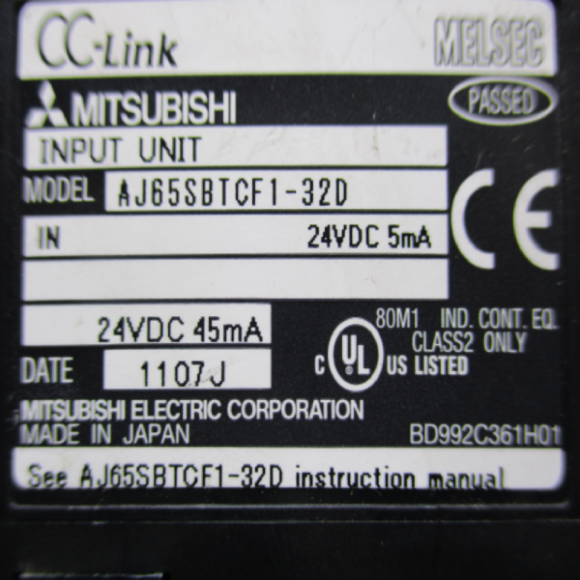 CC-Link MELSEC
MITSUBISHI PASSED
INPUT UNIT
MODEL AJ65SBTCF1-32D
CE
IN 24VDC 5mA
24VDC 45mA
80M1 IND. CONT. EQ.
CLASS2 ONLY
C UL US LISTED
DATE 1107J
MITSUBISHI ELECTRIC CORPORATION
MADE IN JAPAN BD992C361H01
See AJ65SBTCF1-32D instruction manual